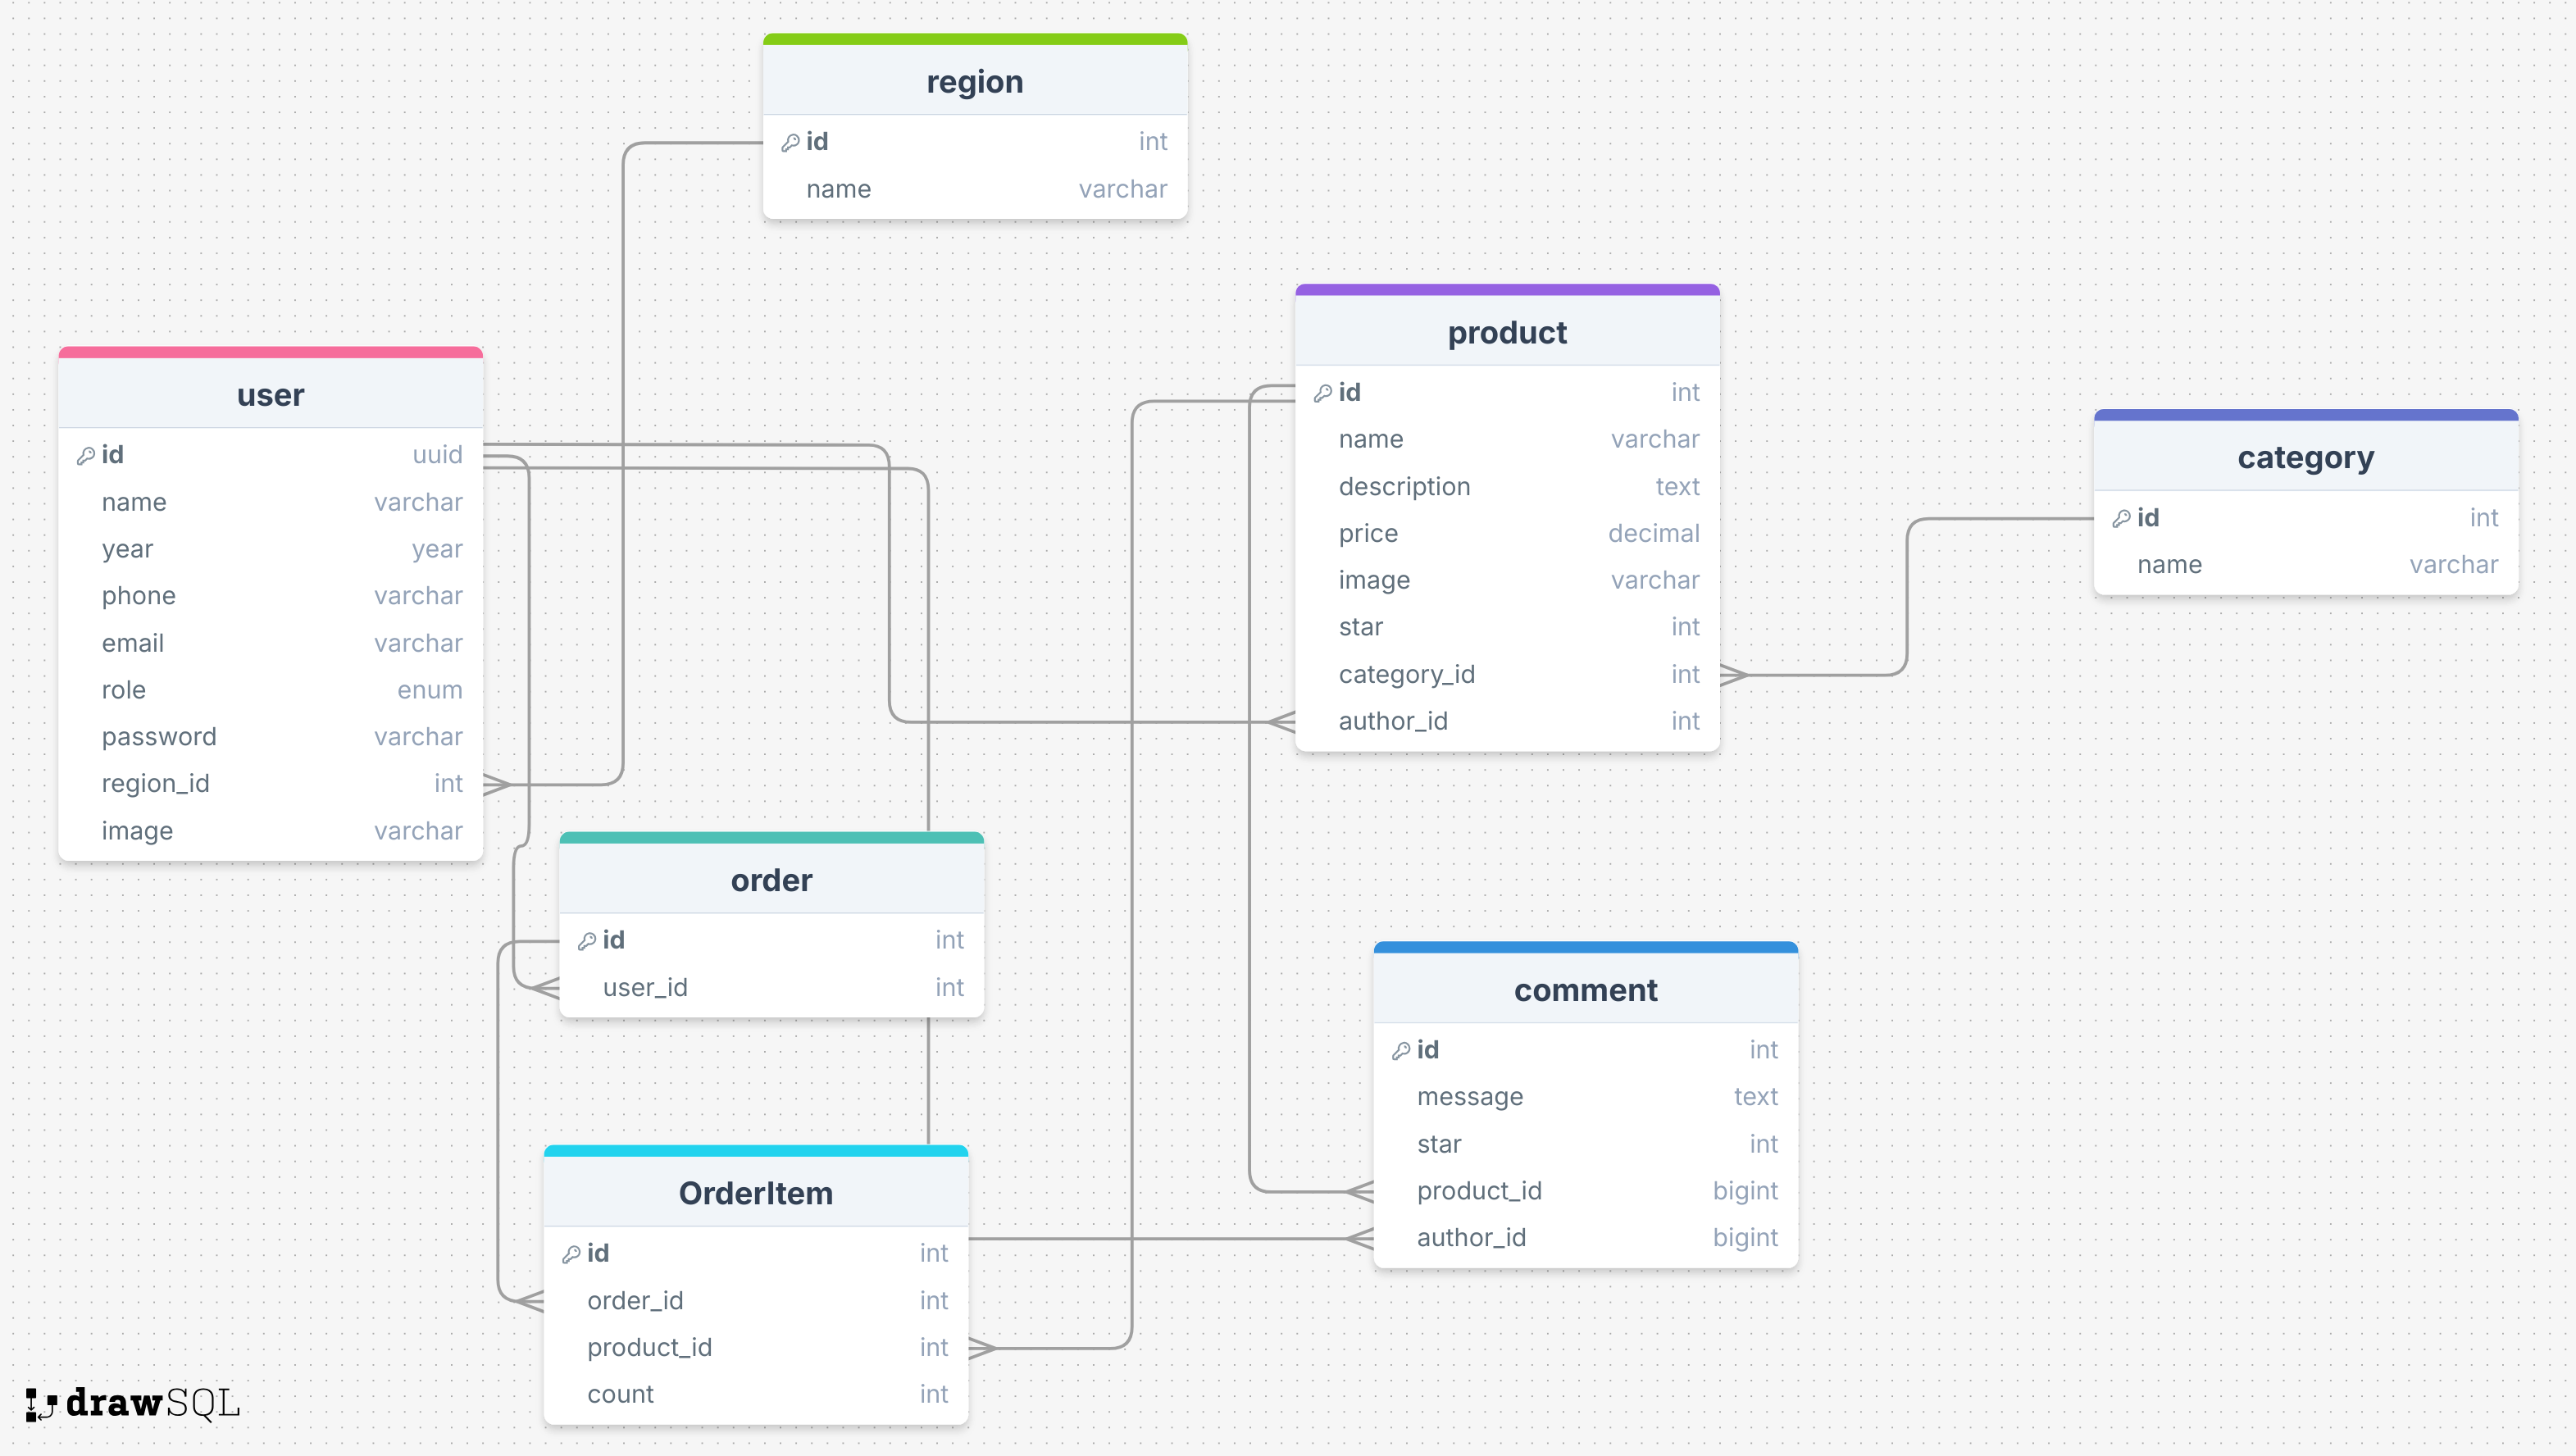 region
id int
name varchar
user
id uuid
name varchar
year year
phone varchar
email varchar
role enum
password varchar
region_id int
image varchar
product
id int
name varchar
description text
price decimal
image varchar
star int
category_id int
author_id int
category
id int
name varchar
order
id int
user_id int
comment
id int
message text
star int
product_id bigint
author_id bigint
OrderItem
id int
order_id int
product_id int
count int
drawSQL